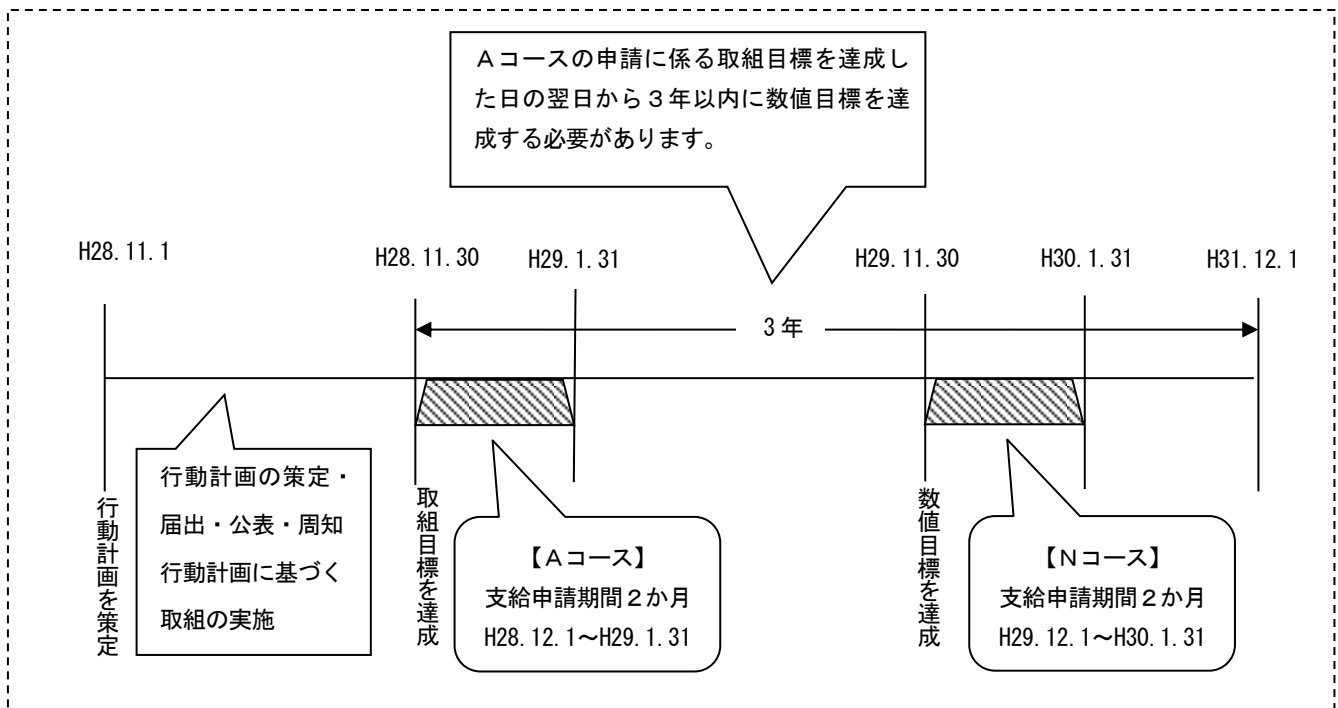 Aコースの申請に係る取組目標を達成し
た日の翌日から３年以内に数値目標を達
成する必要があります。
H28.11.1
H28.11.30
H29.1.31
H29.11.30
H30.1.31
H31.12.1
3年
行動計画を策定
行動計画の策定・
届出・公表・周知
行動計画に基づく
取組の実施
取組目標を達成
【Aコース】
支給申請期間２か月
H28.12.1～H29.1.31
数値目標を達成
【Nコース】
支給申請期間２か月
H29.12.1～H30.1.31